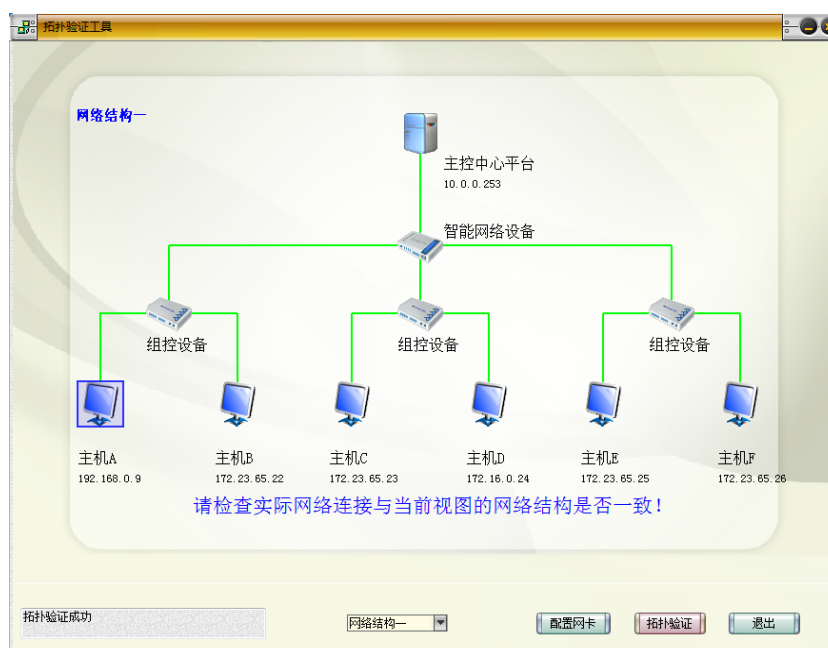 拓扑验证工具
网络结构一
主控中心平台
10.0.0.253
智能网络设备
组控设备 组控设备 组控设备
主机A 主机B 主机C 主机D 主机E 主机F
192.168.0.9 172.23.65.22 172.23.65.23 172.16.0.24 172.23.65.25 172.23.65.26
请检查实际网络连接与当前视图的网络结构是否一致！
拓扑验证成功
网络结构一 配置网卡 拓扑验证 退出